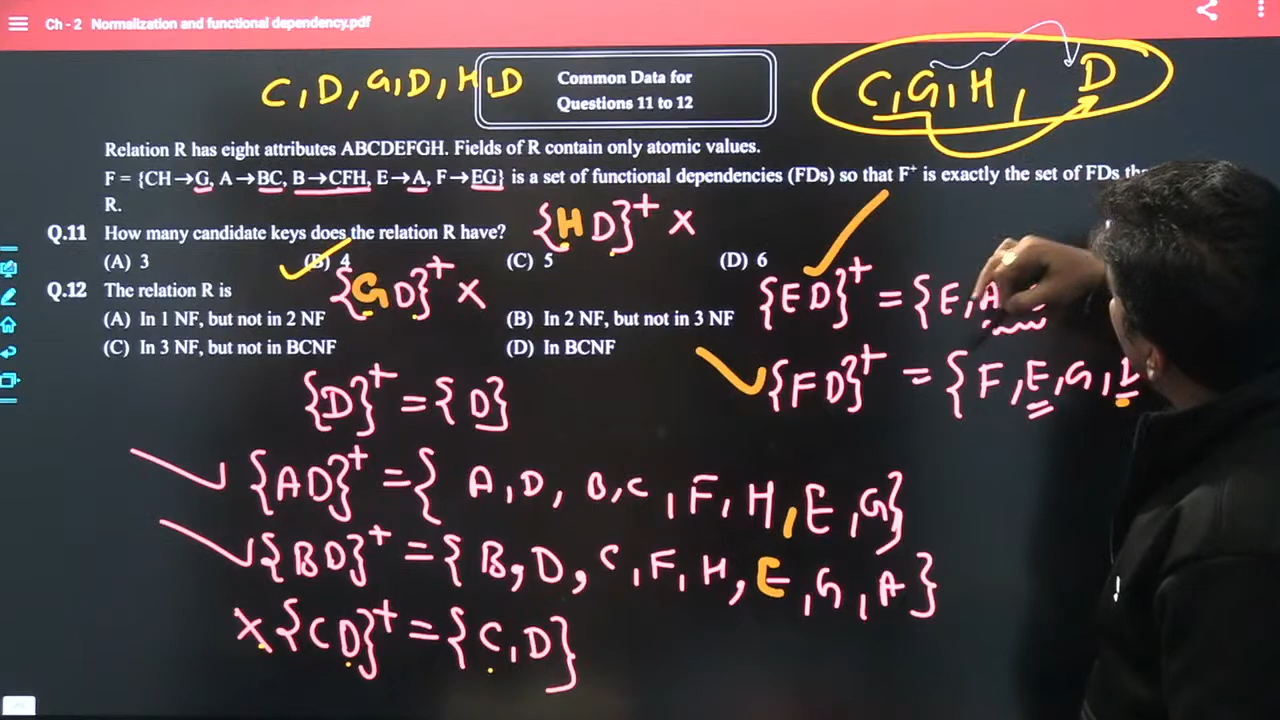 Ch - 2 Normalization and functional dependency.pdf
C, D, G, D, H, D
Common Data for
Questions 11 to 12
C, G, H, D
Relation R has eight attributes ABCDEFGH. Fields of R contain only atomic values.
F = {CH→G, A→BC, B→CFH, E→A, F→EG} is a set of functional dependencies (FDs) so that F⁺ is exactly the set of FDs
R.
{HD}⁺ ×
Q.11 How many candidate keys does the relation R have?
(A) 3 (B) 4 (C) 5 (D) 6
{GD}⁺ ×
{ED}⁺ = {E, A
Q.12 The relation R is
(A) In 1 NF, but not in 2 NF (B) In 2 NF, but not in 3 NF
(C) In 3 NF, but not in BCNF (D) In BCNF
{FD}⁺ = {F, E, G,
{D}⁺ = {D}
{AD}⁺ = { A, D, B, C, F, H, E, G}
{BD}⁺ = {B, D, C, F, H, E, G, A}
× {CD}⁺ = {C, D}